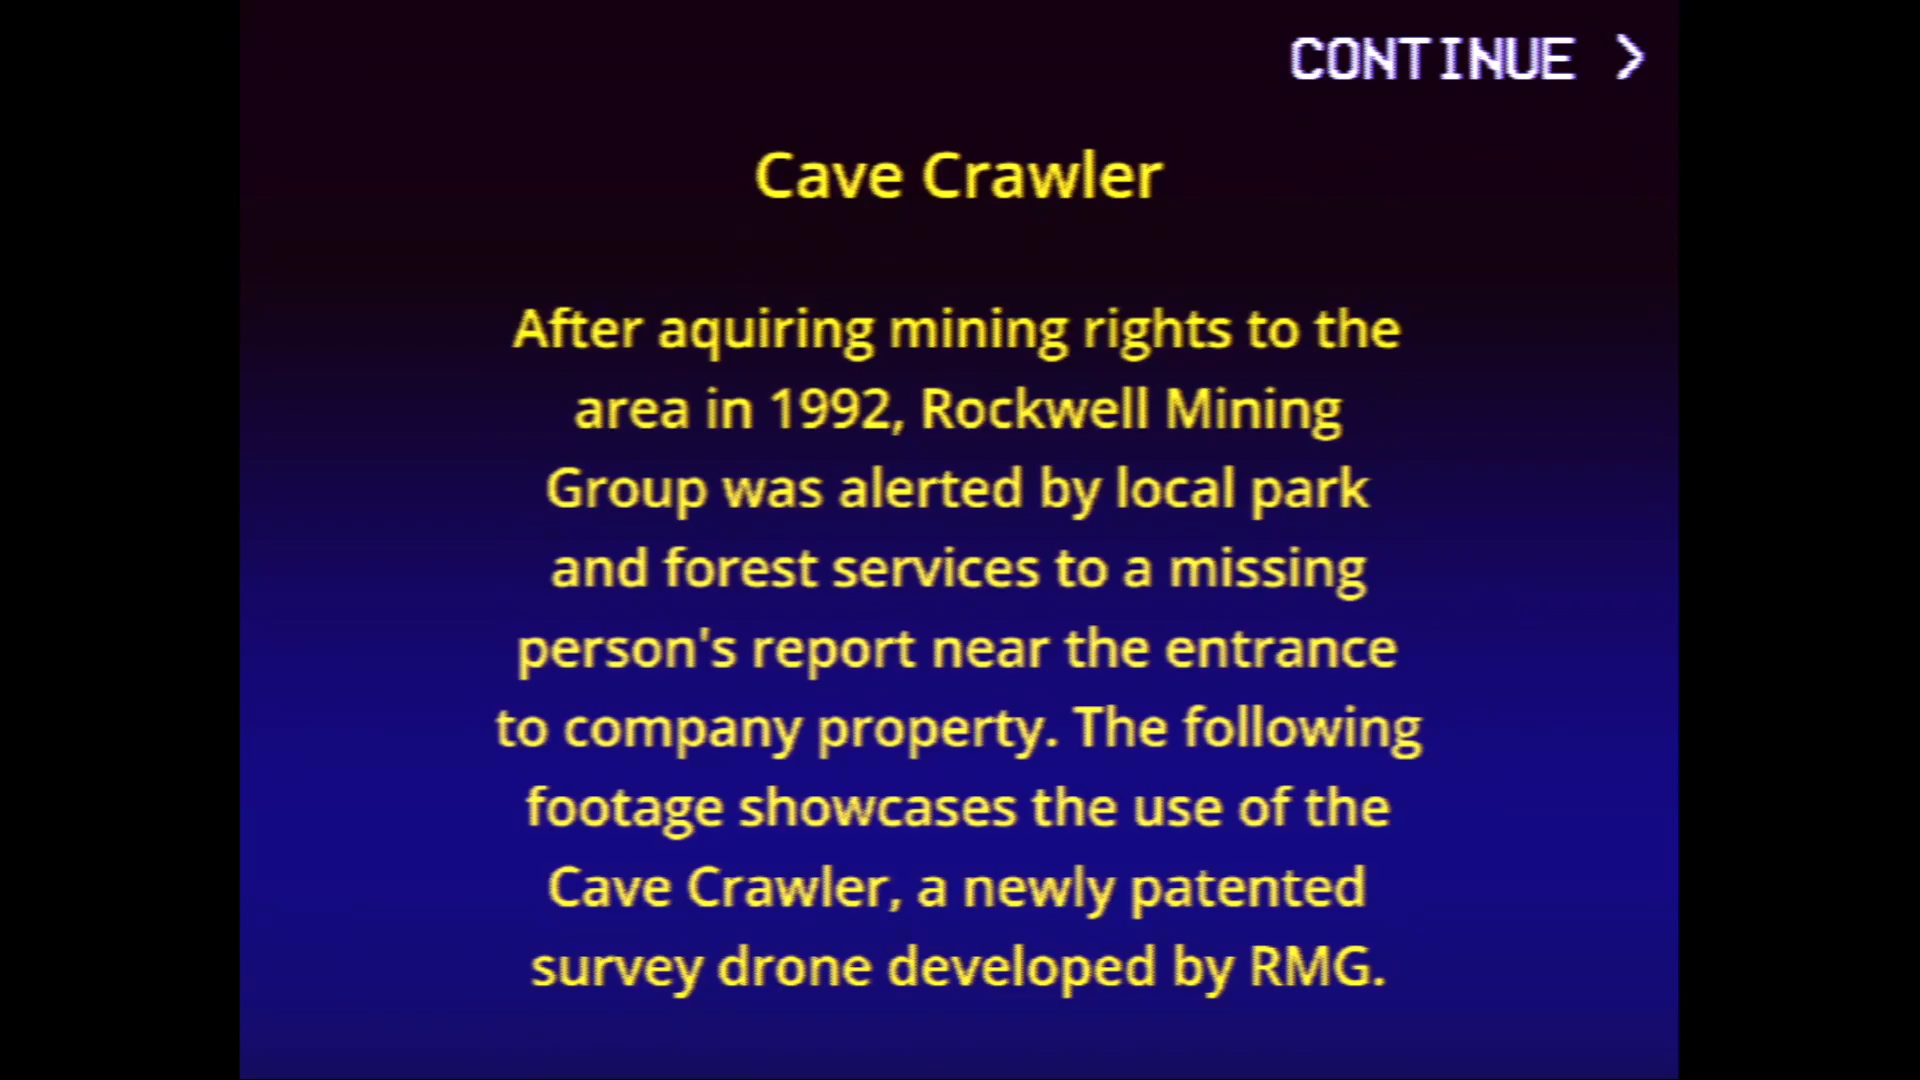 CONTINUE >
Cave Crawler
After aquiring mining rights to the
area in 1992, Rockwell Mining
Group was alerted by local park
and forest services to a missing
person's report near the entrance
to company property. The following
footage showcases the use of the
Cave Crawler, a newly patented
survey drone developed by RMG.